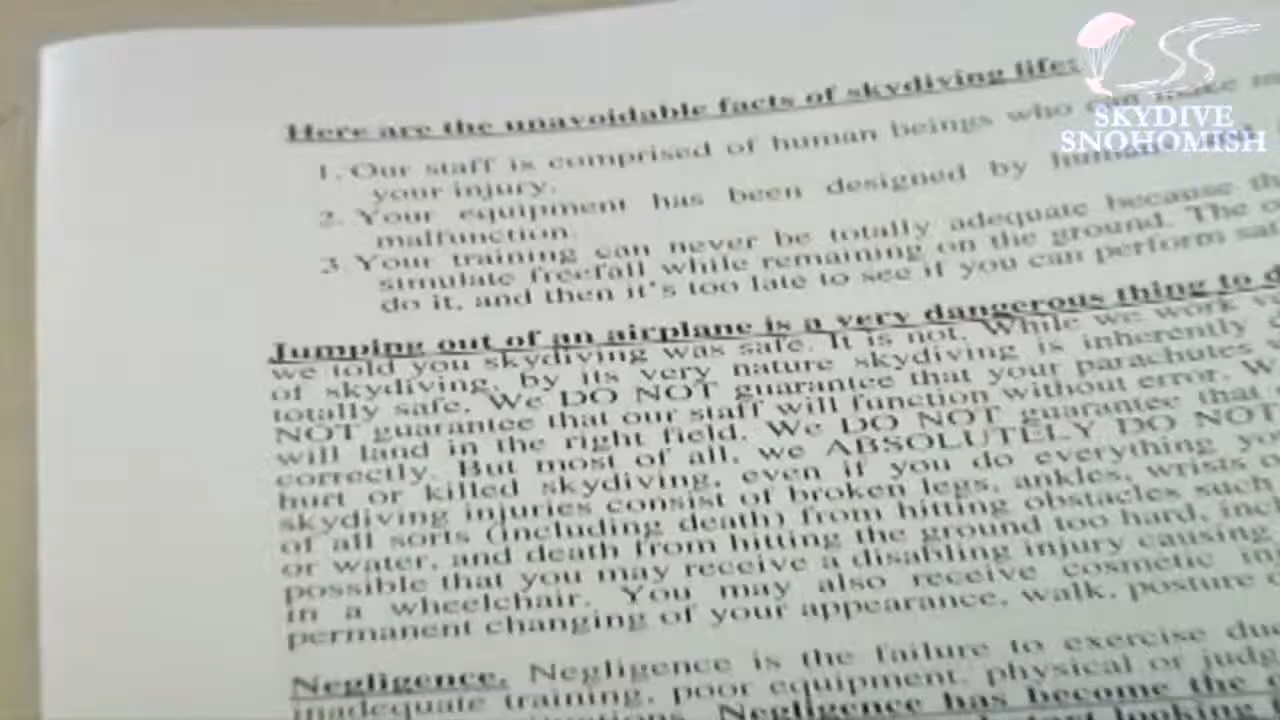 SKYDIVE
SNOHOMISH
Here are the unavoidable facts of skydiving life:
1. Our staff is comprised of human beings who can make
your injury.
2. Your equipment has been designed by humans
malfunction.
3. Your training can never be totally adequate because
simulate freefall while remaining on the ground. The
do it, and then it's too late to see if you can perform
Jumping out of an airplane is a very dangerous thing to
we told you skydiving was safe. It is not. While we work
of skydiving, by its very nature skydiving is inherently
totally safe. We DO NOT guarantee that your parachutes
NOT guarantee that our staff will function without error.
will land in the right field. We DO NOT guarantee that
correctly. But most of all, we ABSOLUTELY DO NOT
hurt or killed skydiving, even if you do everything
skydiving injuries consist of broken legs, ankles, wrists
of all sorts (including death) from hitting obstacles such
or water, and death from hitting the ground too hard,
possible that you may receive a disabling injury causing
in a wheelchair. You may also receive cosmetic
permanent changing of your appearance, walk, posture
Negligence. Negligence is the failure to exercise
inadequate training, poor equipment, physical or
Negligence has become the
looking